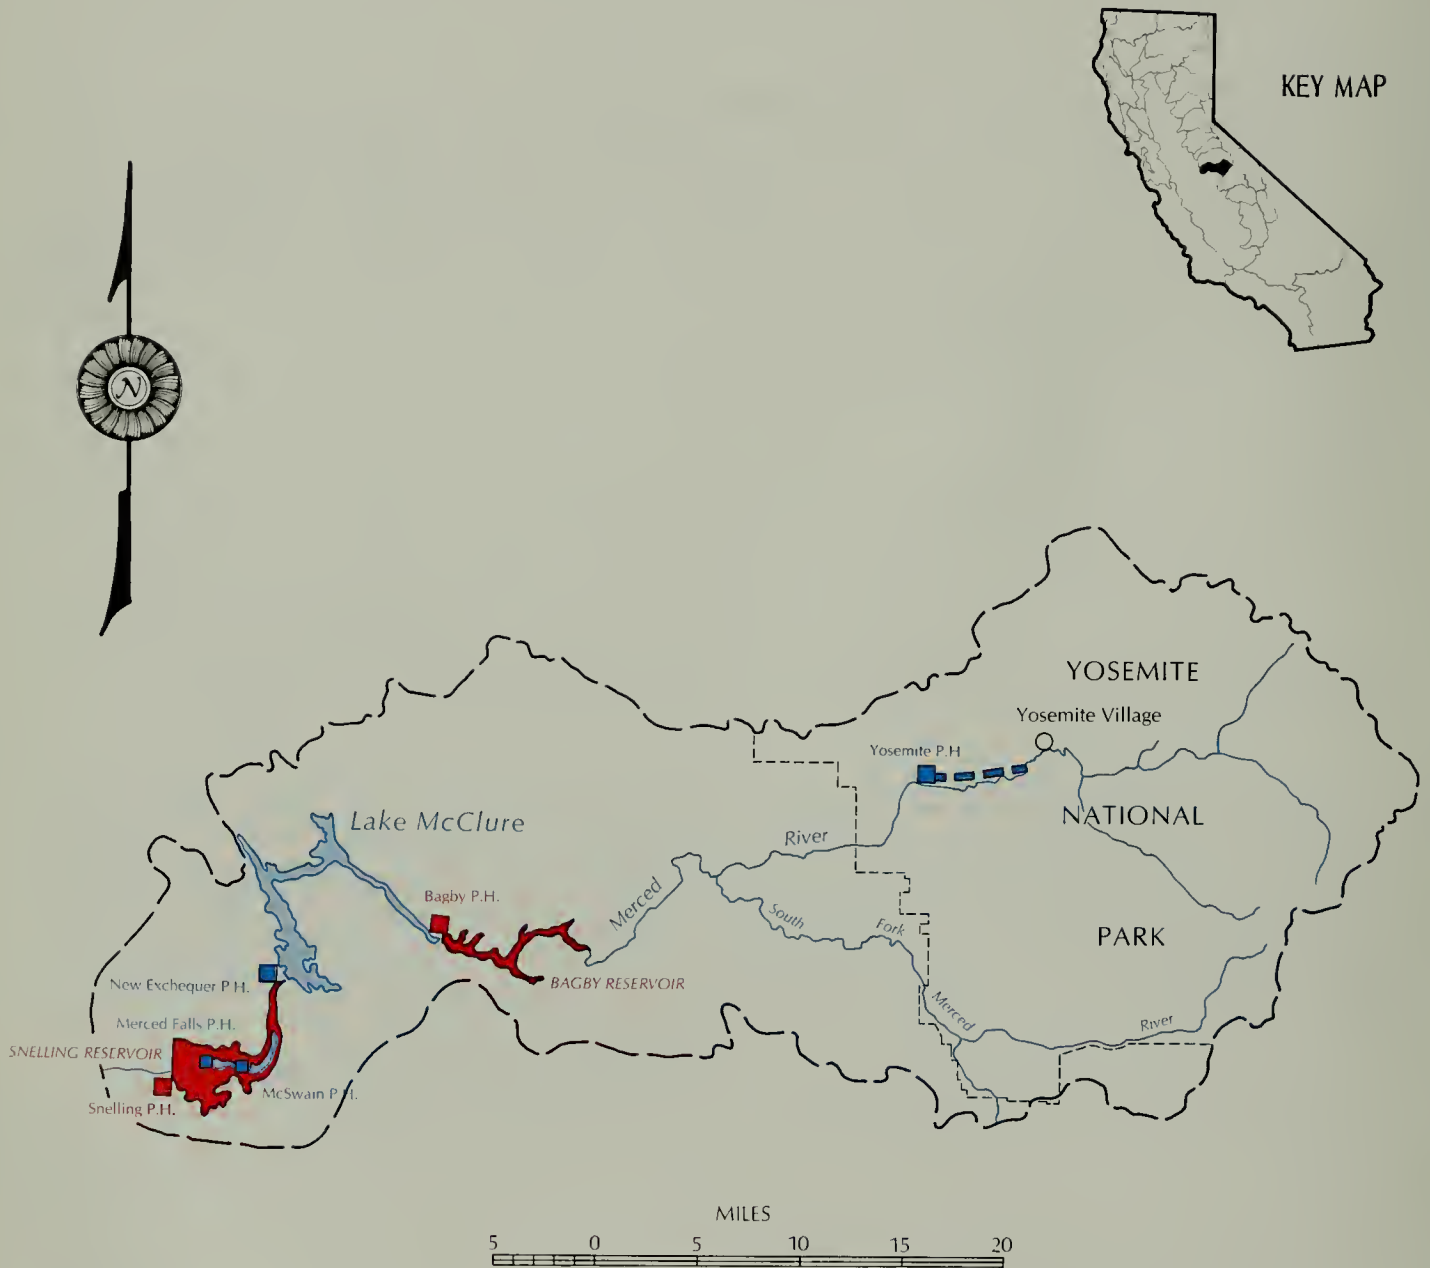 KEY MAP
N
YOSEMITE
Yosemite Village
Yosemite P.H
NATIONAL
Lake McClure
River
Merced
Bagby P.H.
South
Fork
PARK
BAGBY RESERVOIR
New Exchequer P.H.
Merced
River
Merced Falls P.H.
SNELLING RESERVOIR
McSwain P.H.
Snelling P.H.
MILES
5 0 5 10 15 20